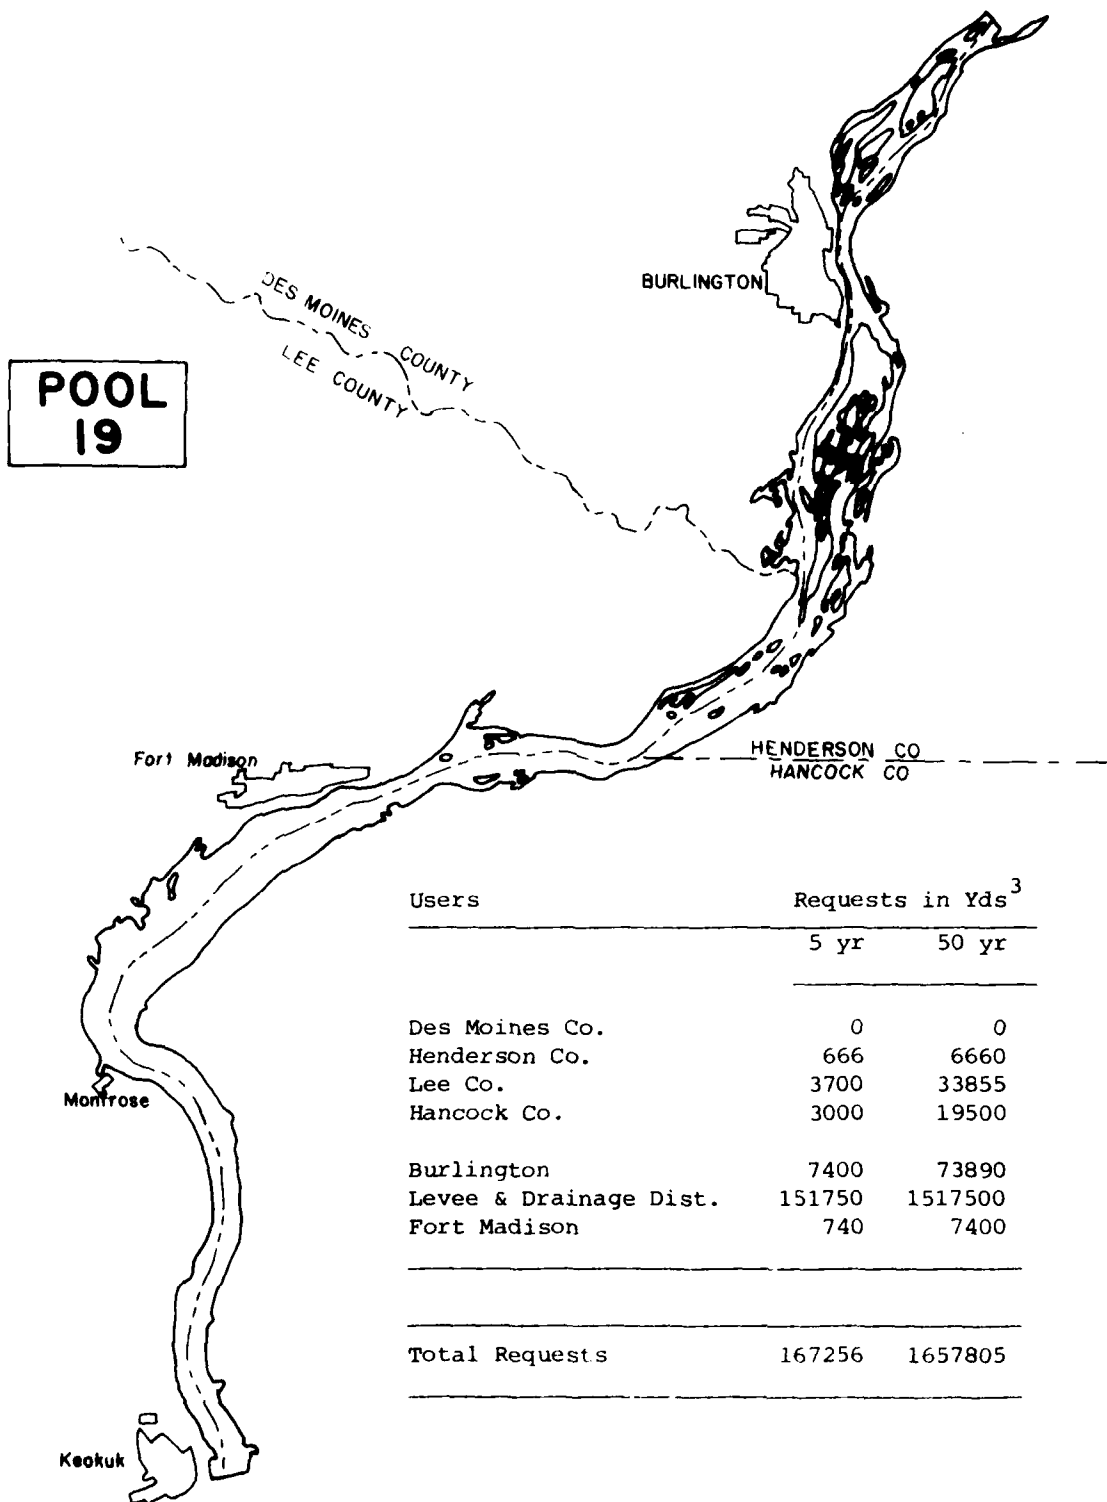 BURLINGTON
DES MOINES COUNTY
LEE COUNTY
POOL
19
HENDERSON CO
HANCOCK CO
Fort Madison
Users Requests in Yds3
5 yr 50 yr
Des Moines Co. 0 0
Henderson Co. 666 6660
Lee Co. 3700 33855
Hancock Co. 3000 19500
Montrose
Burlington 7400 73890
Levee & Drainage Dist. 151750 1517500
Fort Madison 740 7400
Total Requests 167256 1657805
Keokuk